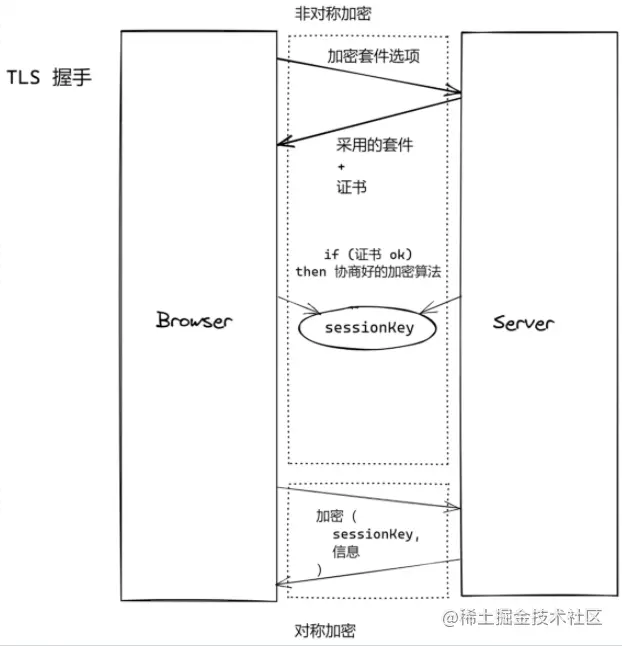 非对称加密
TLS 握手
加密套件选项
采用的套件
+
证书
if (证书 ok)
then 协商好的加密算法
Browser
sessionKey
Server
加密 (
sessionKey,
信息
)
对称加密
@稀土掘金技术社区